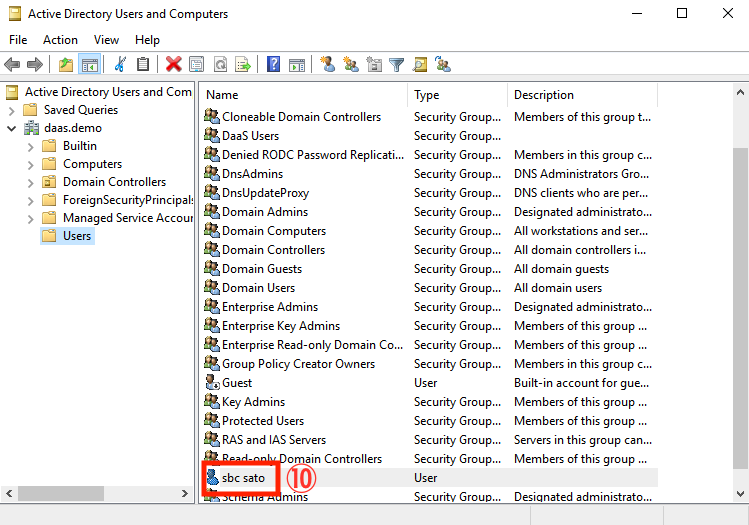 Active Directory Users and Computers
File Action View Help
Active Directory Users and Com
Saved Queries
daas.demo
Builtin
Computers
Domain Controllers
ForeignSecurityPrincipals
Managed Service Accour
Users
Name Type Description
Cloneable Domain Controllers Security Group... Members of this group t...
DaaS Users Security Group...
Denied RODC Password Replicati... Security Group... Members in this group c...
DnsAdmins Security Group... DNS Administrators Gro...
DnsUpdateProxy Security Group... DNS clients who are per...
Domain Admins Security Group... Designated administrato...
Domain Computers Security Group... All workstations and ser...
Domain Controllers Security Group... All domain controllers i...
Domain Guests Security Group... All domain guests
Domain Users Security Group... All domain users
Enterprise Admins Security Group... Designated administrato...
Enterprise Key Admins Security Group... Members of this group ...
Enterprise Read-only Domain Co... Security Group... Members of this group ...
Group Policy Creator Owners Security Group... Members in this group c...
Guest User Built-in account for gue...
Key Admins Security Group... Members of this group ...
Protected Users Security Group... Members of this group ...
RAS and IAS Servers Security Group... Servers in this group can...
Read-only Domain Controllers Security Group... Members of this group ...
sbc sato ⑩ User
Schema Admins Security Group... Designated administrato...